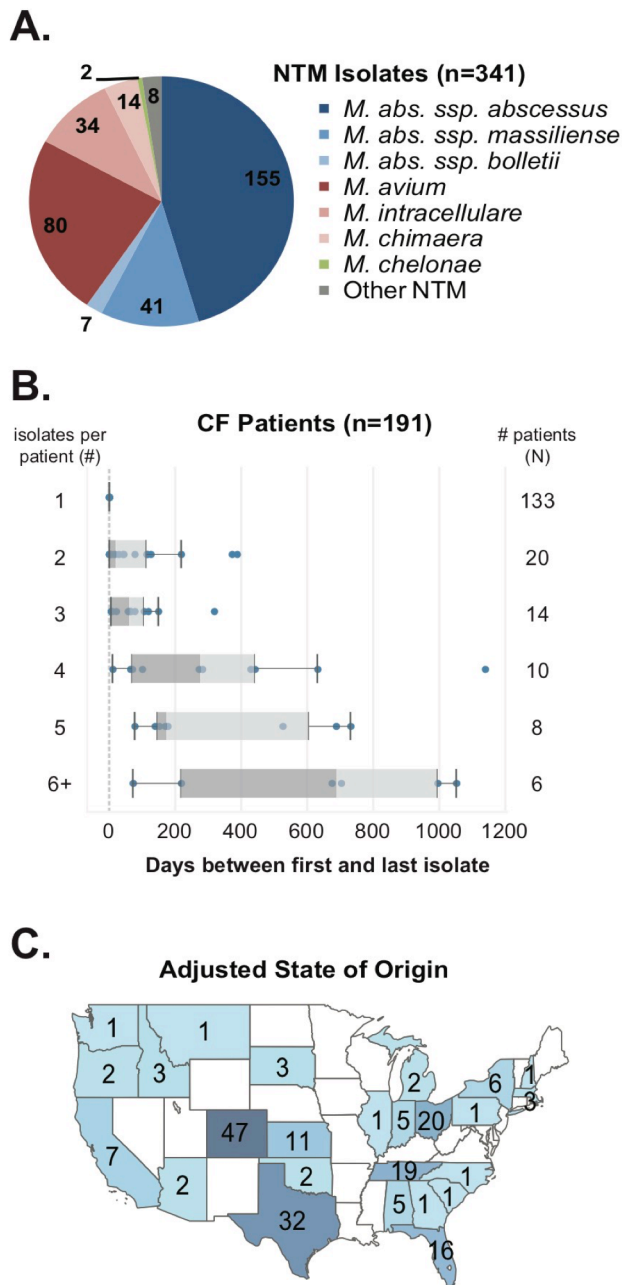 A.
NTM Isolates (n=341)
2
14
8
34
155
80
41
7
M. abs. ssp. abscessus
M. abs. ssp. massiliense
M. abs. ssp. bolletii
M. avium
M. intracellulare
M. chimaera
M. chelonae
Other NTM
B.
CF Patients (n=191)
isolates per
patient (#)
# patients
(N)
1 133
2 20
3 14
4 10
5 8
6+ 6
0 200 400 600 800 1000 1200
Days between first and last isolate
C.
Adjusted State of Origin
1 1
2 3 3 2 6 1
3
1 5 20 1
7 47 11
2 2 19 1
32 5 1 1
16